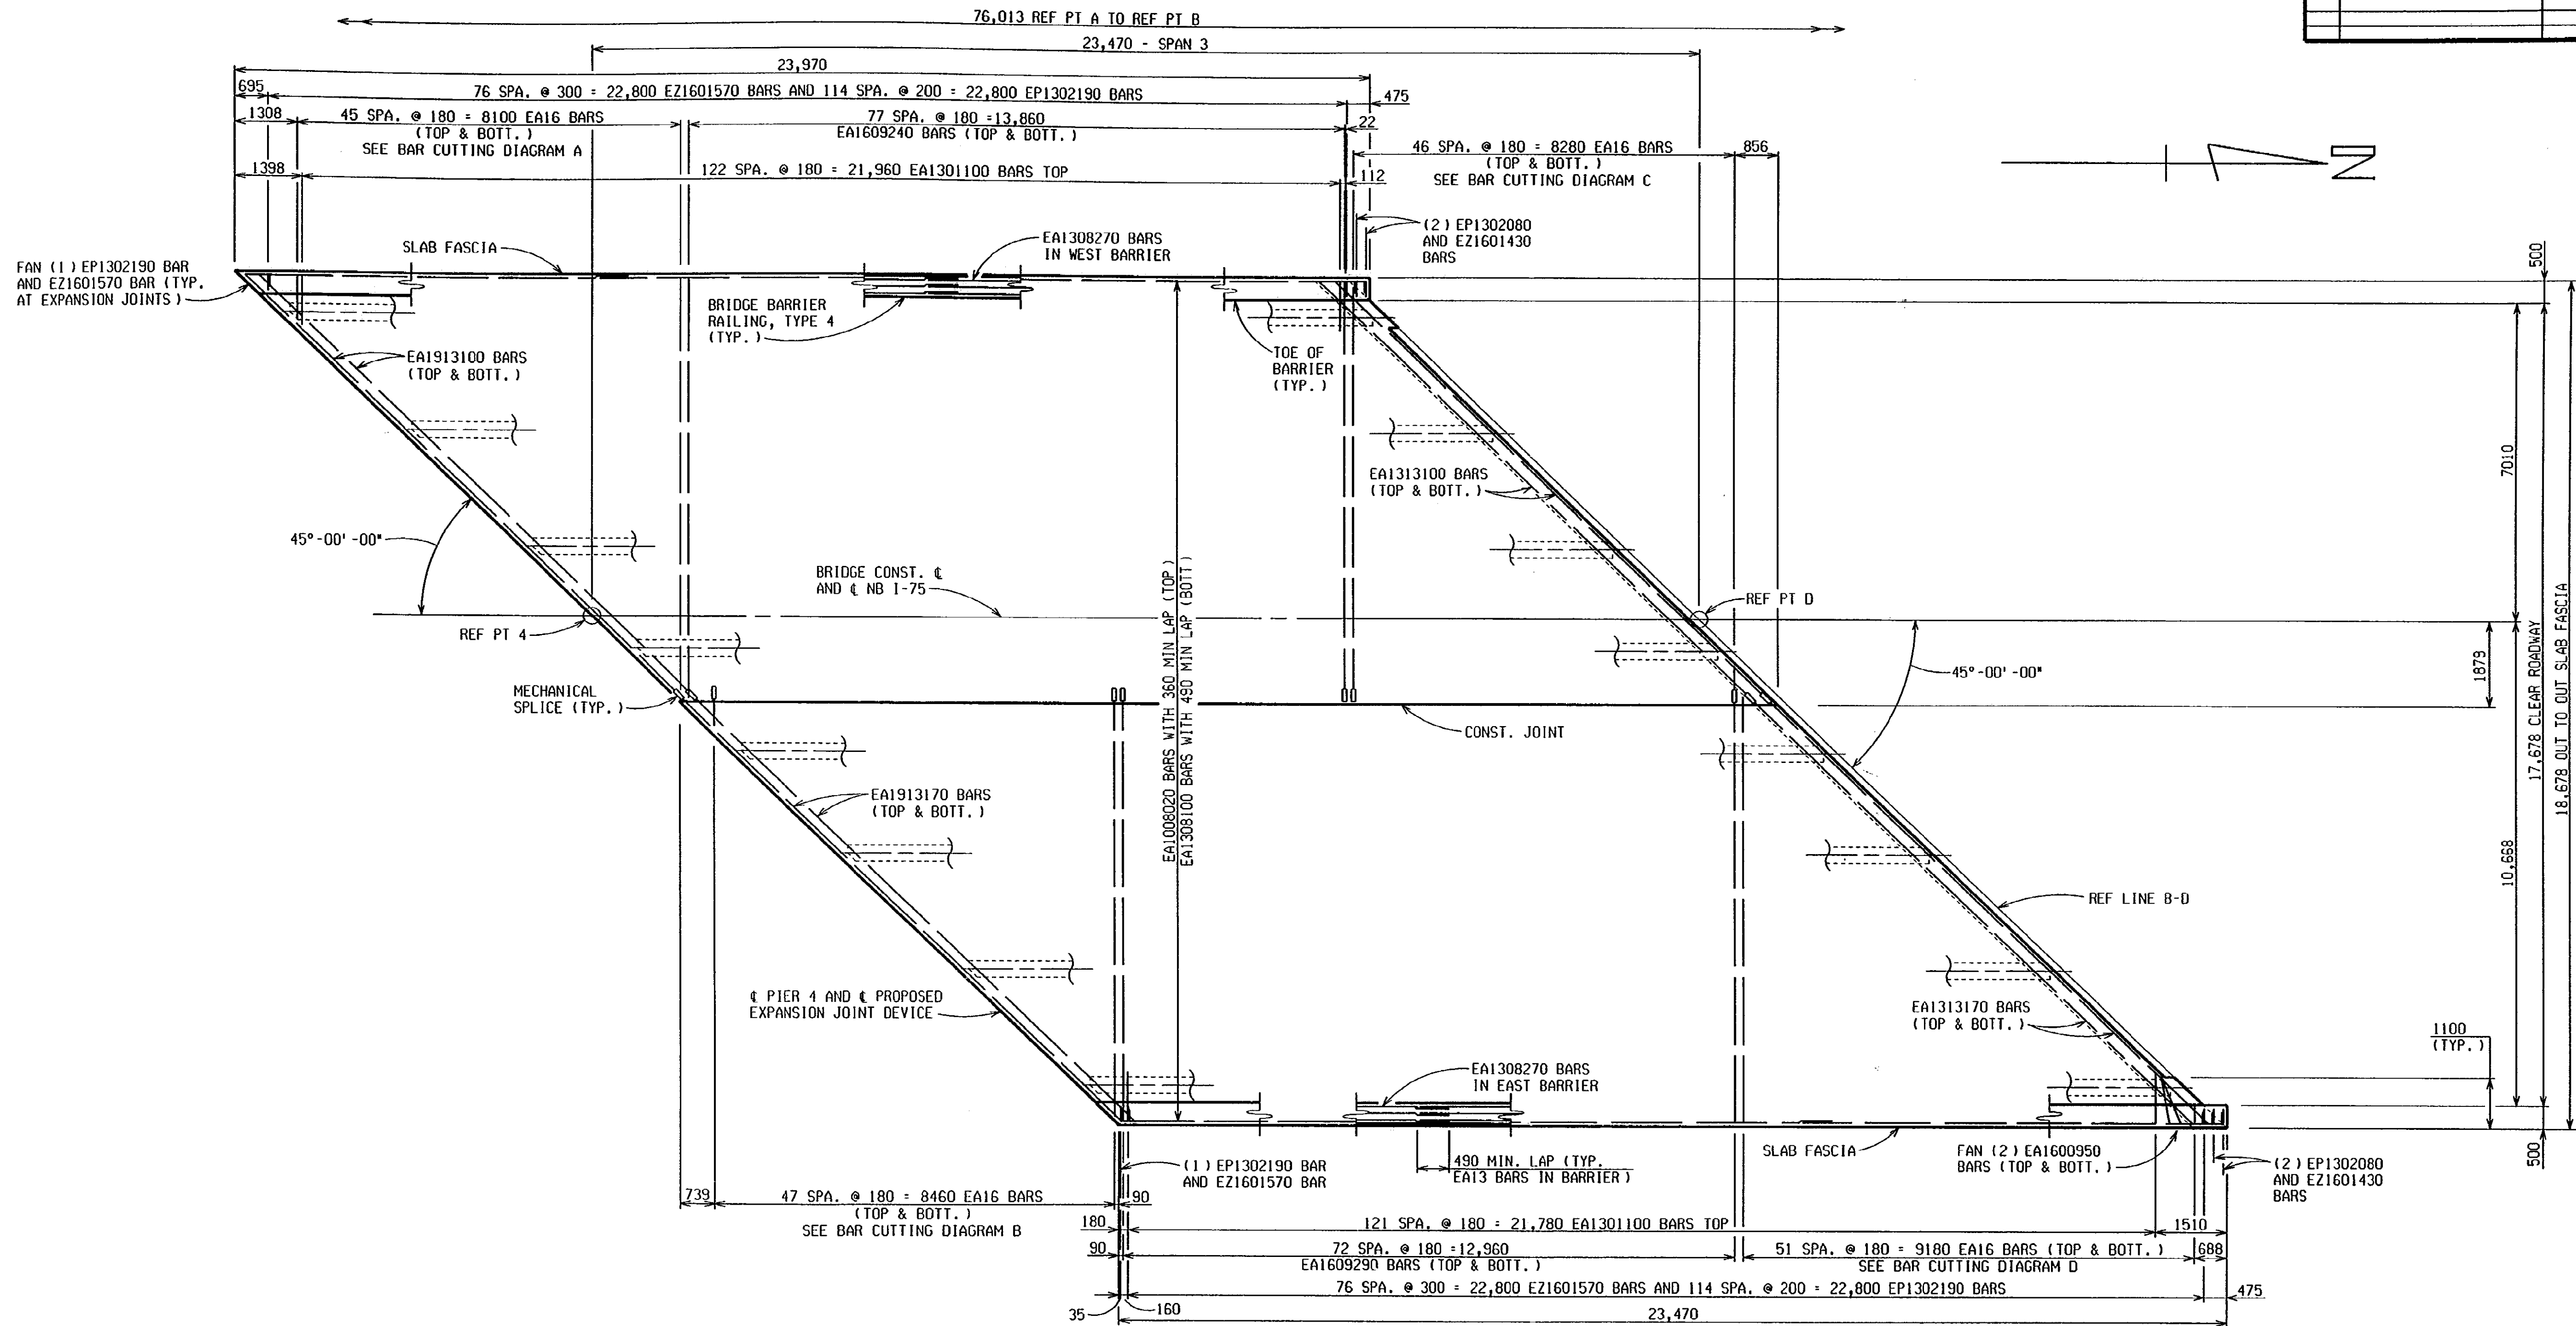 76,013 REF PT A TO REF PT B
23,470 - SPAN 3
23,970
695
76 SPA. @ 300 = 22,800 EZ1601570 BARS AND 114 SPA. @ 200 = 22,800 EP1302190 BARS
475
1308
45 SPA. @ 180 = 8100 EA16 BARS
(TOP & BOTT.)
SEE BAR CUTTING DIAGRAM A
77 SPA. @ 180 =13,860
EA1609240 BARS (TOP & BOTT.)
22
46 SPA. @ 180 = 8280 EA16 BARS
(TOP & BOTT.)
SEE BAR CUTTING DIAGRAM C
856
1398
122 SPA. @ 180 = 21,960 EA1301100 BARS TOP
112
N
(2) EP1302080
AND EZ1601430
BARS
SLAB FASCIA
EA1308270 BARS
IN WEST BARRIER
FAN (1) EP1302190 BAR
AND EZ1601570 BAR (TYP.
AT EXPANSION JOINTS)
BRIDGE BARRIER
RAILING, TYPE 4
(TYP.)
TOE OF
BARRIER
(TYP.)
500
EA1913100 BARS
(TOP & BOTT.)
EA1313100 BARS
(TOP & BOTT.)
7010
45°-00'-00"
BRIDGE CONST. ℄
AND ℄ NB I-75
REF PT 4
REF PT D
45°-00'-00"
1879
17,678 CLEAR ROADWAY
18,678 OUT TO OUT SLAB FASCIA
MECHANICAL
SPLICE (TYP.)
CONST. JOINT
EA1008020 BARS WITH 360 MIN LAP (TOP)
EA1308100 BARS WITH 490 MIN LAP (BOTT)
EA1913170 BARS
(TOP & BOTT.)
10,668
REF LINE B-D
℄ PIER 4 AND ℄ PROPOSED
EXPANSION JOINT DEVICE
EA1313170 BARS
(TOP & BOTT.)
1100
(TYP.)
EA1308270 BARS
IN EAST BARRIER
SLAB FASCIA
FAN (2) EA1600950
BARS (TOP & BOTT.)
500
(1) EP1302190 BAR
AND EZ1601570 BAR
490 MIN. LAP (TYP.
EA13 BARS IN BARRIER)
(2) EP1302080
AND EZ1601430
BARS
739
47 SPA. @ 180 = 8460 EA16 BARS
(TOP & BOTT.)
SEE BAR CUTTING DIAGRAM B
90
180
121 SPA. @ 180 = 21,780 EA1301100 BARS TOP
1510
90
72 SPA. @ 180 =12,960
EA1609290 BARS (TOP & BOTT.)
51 SPA. @ 180 = 9180 EA16 BARS (TOP & BOTT.)
SEE BAR CUTTING DIAGRAM D
688
76 SPA. @ 300 = 22,800 EZ1601570 BARS AND 114 SPA. @ 200 = 22,800 EP1302190 BARS
475
35
160
23,470